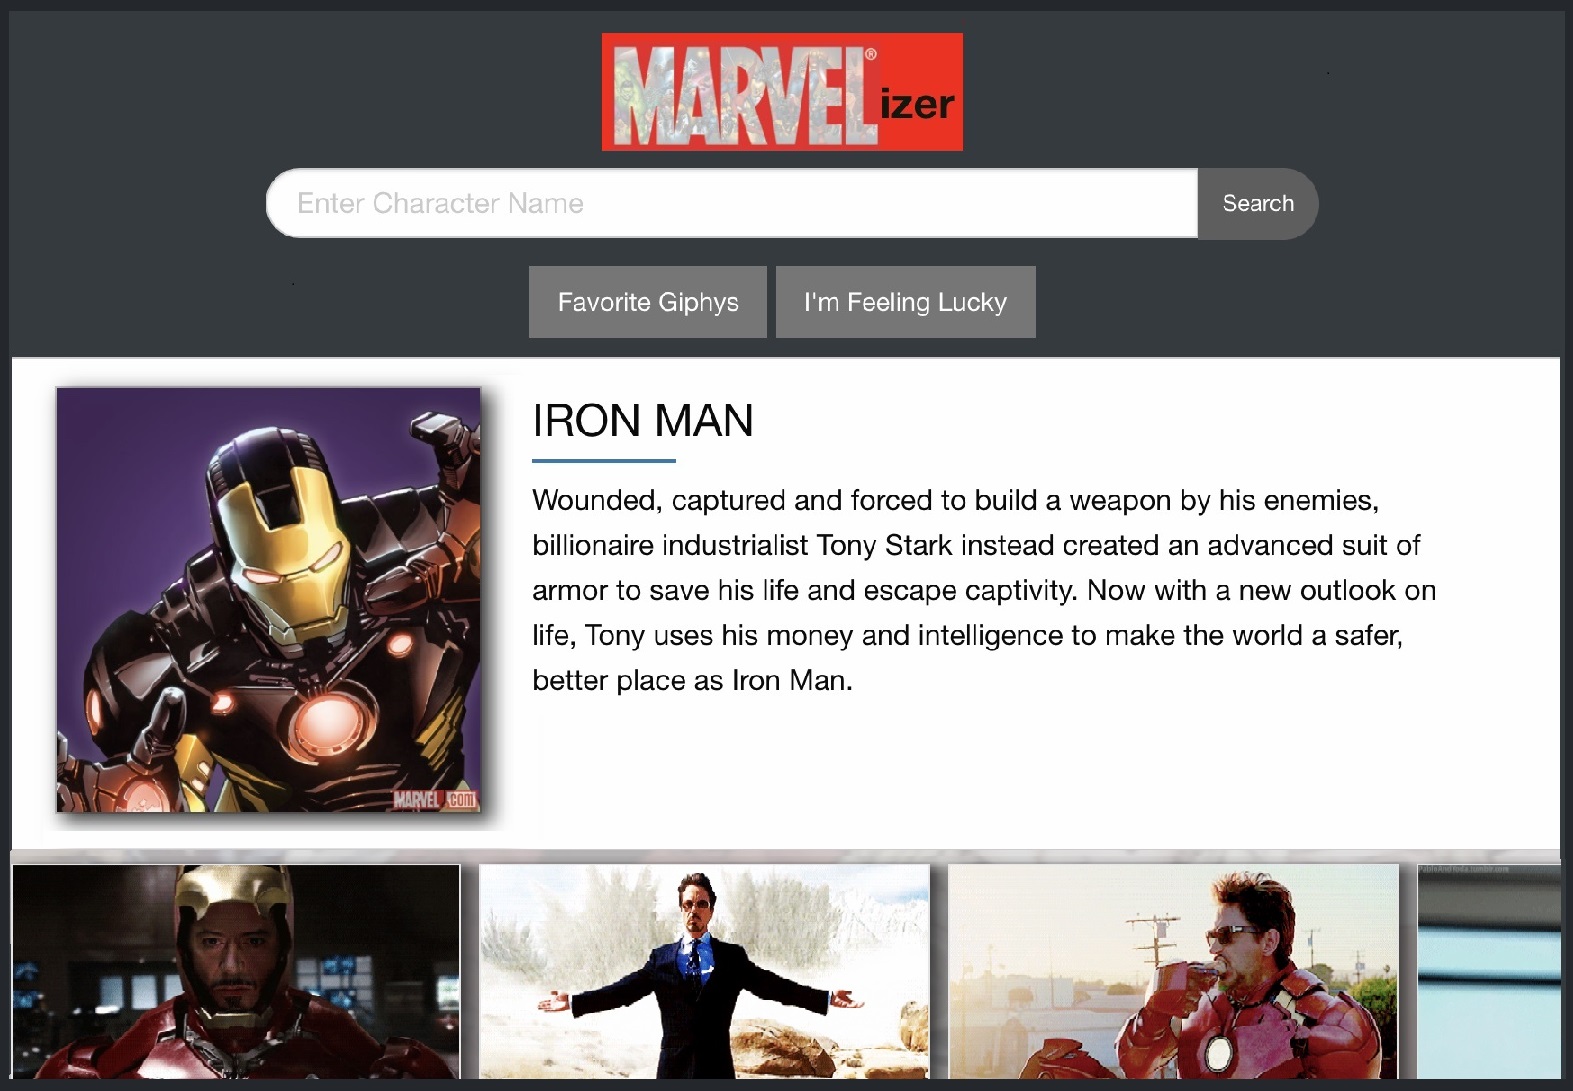 MARVEL®izer
Enter Character Name
Search
Favorite Giphys
I'm Feeling Lucky
IRON MAN
Wounded, captured and forced to build a weapon by his enemies,
billionaire industrialist Tony Stark instead created an advanced suit of
armor to save his life and escape captivity. Now with a new outlook on
life, Tony uses his money and intelligence to make the world a safer,
better place as Iron Man.
MARVEL.com